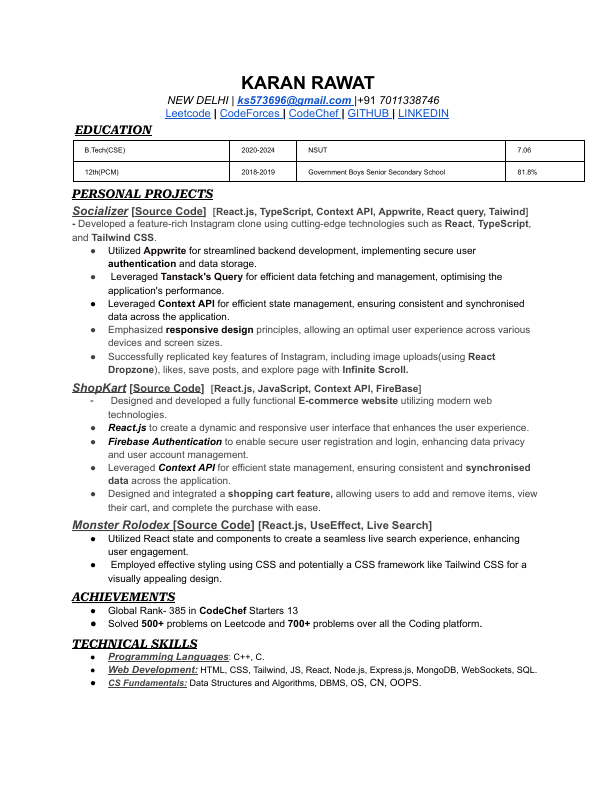 KARAN RAWAT
NEW DELHI | ks573696@gmail.com |+91 7011338746
Leetcode | CodeForces | CodeChef | GITHUB | LINKEDIN
EDUCATION
B.Tech(CSE) 2020-2024 NSUT 7.06
12th(PCM) 2018-2019 Government Boys Senior Secondary School 81.8%
PERSONAL PROJECTS
Socializer [Source Code] [React.js, TypeScript, Context API, Appwrite, React query, Taiwind]
- Developed a feature-rich Instagram clone using cutting-edge technologies such as React, TypeScript,
and Tailwind CSS.
● Utilized Appwrite for streamlined backend development, implementing secure user
authentication and data storage.
● Leveraged Tanstack's Query for efficient data fetching and management, optimising the
application's performance.
● Leveraged Context API for efficient state management, ensuring consistent and synchronised
data across the application.
● Emphasized responsive design principles, allowing an optimal user experience across various
devices and screen sizes.
● Successfully replicated key features of Instagram, including image uploads(using React
Dropzone), likes, save posts, and explore page with Infinite Scroll.
ShopKart [Source Code] [React.js, JavaScript, Context API, FireBase]
- Designed and developed a fully functional E-commerce website utilizing modern web
technologies.
● React.js to create a dynamic and responsive user interface that enhances the user experience.
● Firebase Authentication to enable secure user registration and login, enhancing data privacy
and user account management.
● Leveraged Context API for efficient state management, ensuring consistent and synchronised
data across the application.
● Designed and integrated a shopping cart feature, allowing users to add and remove items, view
their cart, and complete the purchase with ease.
Monster Rolodex [Source Code] [React.js, UseEffect, Live Search]
● Utilized React state and components to create a seamless live search experience, enhancing
user engagement.
● Employed effective styling using CSS and potentially a CSS framework like Tailwind CSS for a
visually appealing design.
ACHIEVEMENTS
● Global Rank- 385 in CodeChef Starters 13
● Solved 500+ problems on Leetcode and 700+ problems over all the Coding platform.
TECHNICAL SKILLS
● Programming Languages: C++, C.
● Web Development: HTML, CSS, Tailwind, JS, React, Node.js, Express.js, MongoDB, WebSockets, SQL.
● CS Fundamentals: Data Structures and Algorithms, DBMS, OS, CN, OOPS.